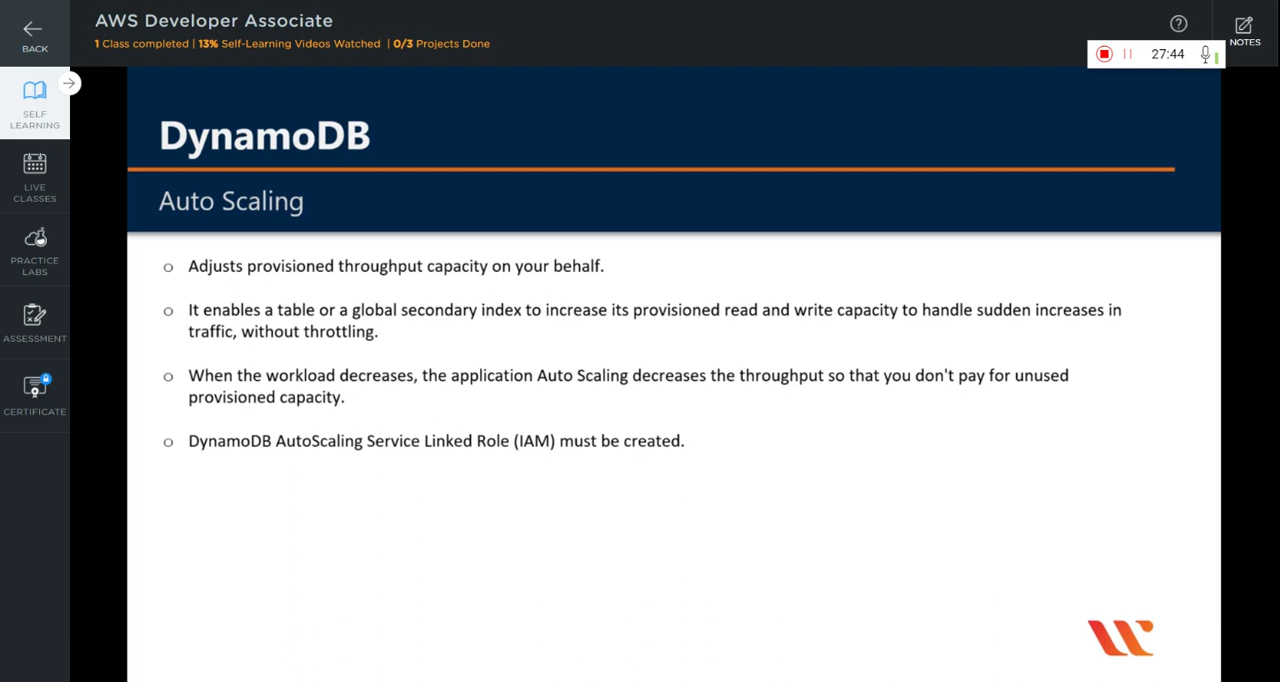 AWS Developer Associate
1 Class completed | 13% Self-Learning Videos Watched | 0/3 Projects Done
BACK
NOTES
27:44
SELF
LEARNING
LIVE
CLASSES
PRACTICE
LABS
ASSESSMENT
CERTIFICATE
DynamoDB
Auto Scaling
o Adjusts provisioned throughput capacity on your behalf.
o It enables a table or a global secondary index to increase its provisioned read and write capacity to handle sudden increases in
traffic, without throttling.
o When the workload decreases, the application Auto Scaling decreases the throughput so that you don't pay for unused
provisioned capacity.
o DynamoDB AutoScaling Service Linked Role (IAM) must be created.